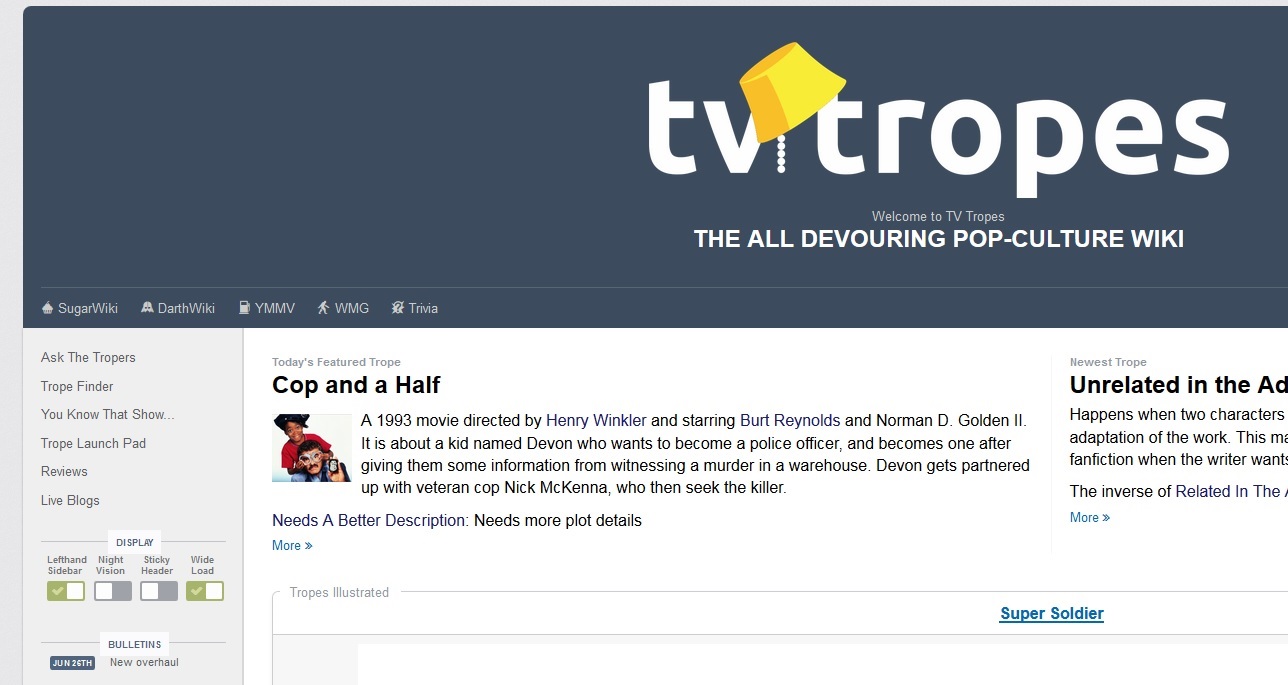 tv tropes
Welcome to TV Tropes
THE ALL DEVOURING POP-CULTURE WIKI
SugarWiki DarthWiki YMMV WMG Trivia
Ask The Tropers
Trope Finder
You Know That Show...
Trope Launch Pad
Reviews
Live Blogs
DISPLAY
Lefthand Sidebar
Night Vision
Sticky Header
Wide Load
BULLETINS
JUN 26TH New overhaul
Today's Featured Trope
Cop and a Half
A 1993 movie directed by Henry Winkler and starring Burt Reynolds and Norman D. Golden II.
It is about a kid named Devon who wants to become a police officer, and becomes one after
giving them some information from witnessing a murder in a warehouse. Devon gets partnered
up with veteran cop Nick McKenna, who then seek the killer.
Needs A Better Description: Needs more plot details
More »
Newest Trope
Unrelated in the Ad
Happens when two characters
adaptation of the work. This ma
fanfiction when the writer wants
The inverse of Related In The A
More »
Tropes Illustrated
Super Soldier